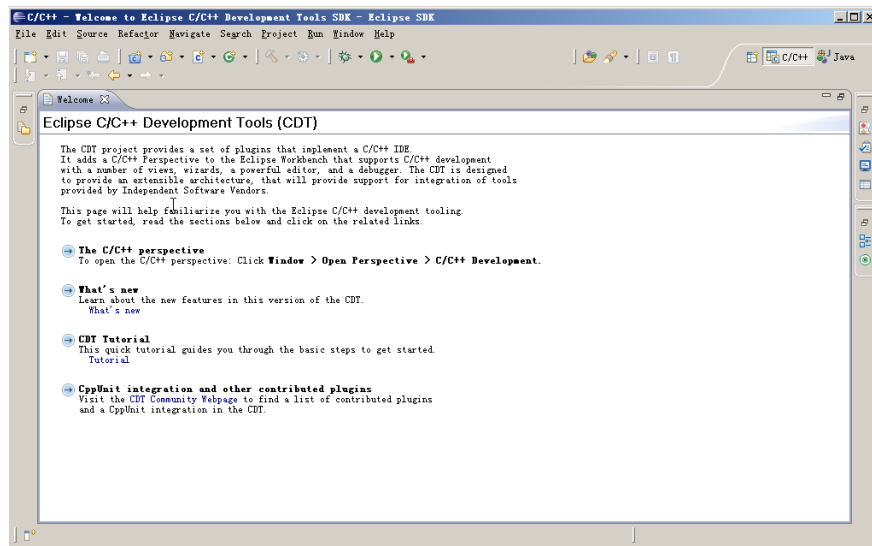 C/C++ - Welcome to Eclipse C/C++ Development Tools SDK - Eclipse SDK
File Edit Source Refactor Navigate Search Project Run Window Help
C/C++ Java
Welcome
Eclipse C/C++ Development Tools (CDT)
The CDT project provides a set of plugins that implement a C/C++ IDE.
It adds a C/C++ Perspective to the Eclipse Workbench that supports C/C++ development
with a number of views, wizards, a powerful editor, and a debugger. The CDT is designed
to provide an extensible architecture, that will provide support for integration of tools
provided by Independent Software Vendors.
This page will help familiarize you with the Eclipse C/C++ development tooling.
To get started, read the sections below and click on the related links.
The C/C++ perspective
To open the C/C++ perspective: Click Window > Open Perspective > C/C++ Development.
What's new
Learn about the new features in this version of the CDT.
What's new
CDT Tutorial
This quick tutorial guides you through the basic steps to get started.
Tutorial
CppUnit integration and other contributed plugins
Visit the CDT Community Webpage to find a list of contributed plugins
and a CppUnit integration in the CDT.